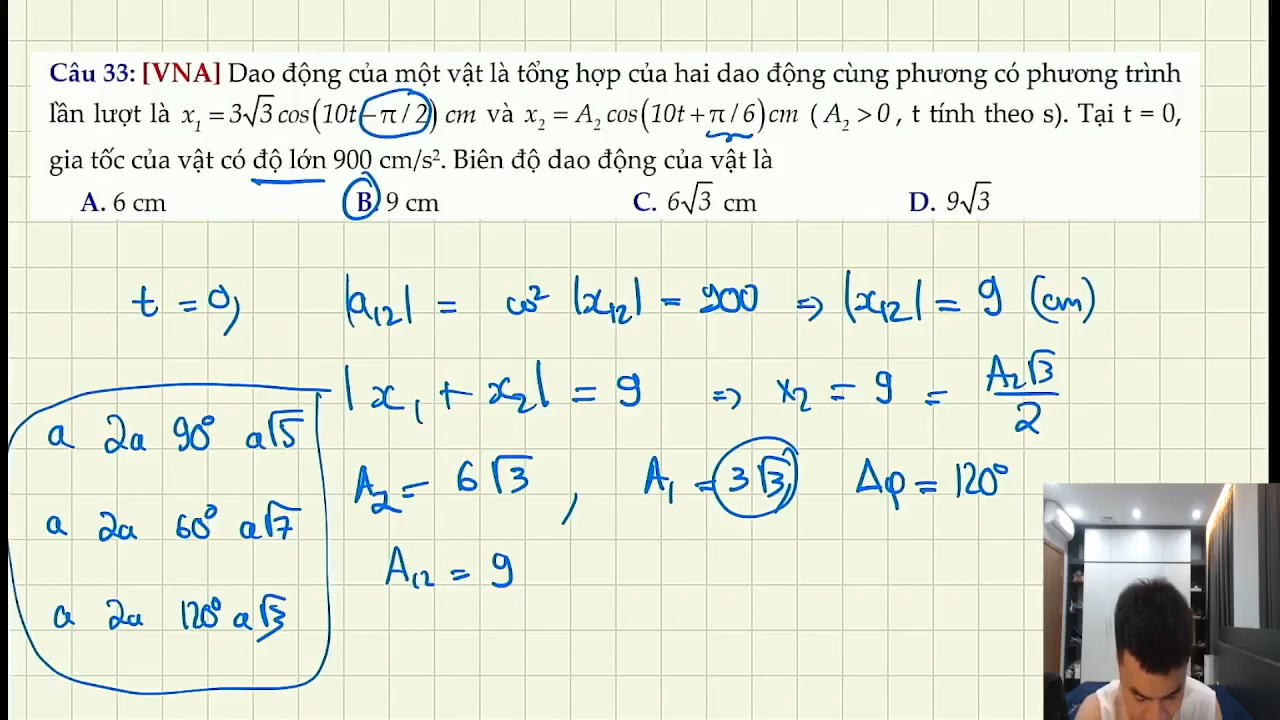 Câu 33: [VNA] Dao động của một vật là tổng hợp của hai dao động cùng phương có phương trình
lần lượt là x₁ = 3√3 cos(10t − π/2) cm và x₂ = A₂ cos(10t + π/6) cm ( A₂ > 0 , t tính theo s). Tại t = 0,
gia tốc của vật có độ lớn 900 cm/s². Biên độ dao động của vật là
A. 6 cm B. 9 cm C. 6√3 cm D. 9√3
t = 0, |a₁₂| = ω² |x₁₂| = 900 => |x₁₂| = 9 (cm)
|x₁ + x₂| = 9 => x₂ = 9 = A₂√3/2
a 2a 90° a√5
A₂ = 6√3 , A₁ = 3√3, Δφ = 120°
a 2a 60° a√7
A₁₂ = 9
a 2a 120° a√3